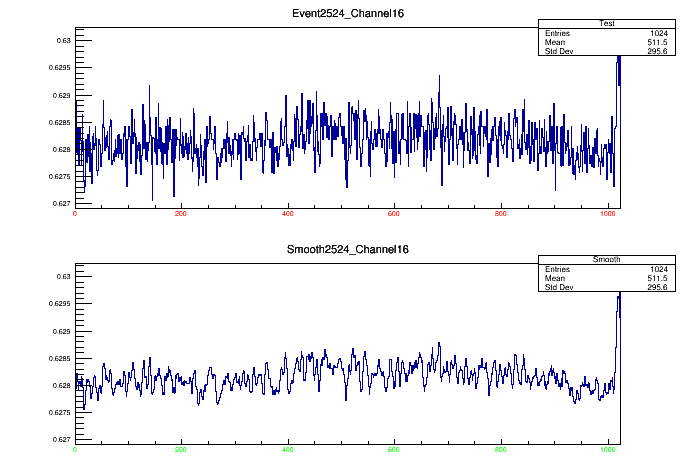 Event2524_Channel16
Test
Entries 1024
Mean 511.5
Std Dev 295.6
0.63
0.6295
0.629
0.6285
0.628
0.6275
0.627
0 200 400 600 800 1000
Smooth2524_Channel16
Smooth
Entries 1024
Mean 511.5
Std Dev 295.6
0.63
0.6295
0.629
0.6285
0.628
0.6275
0.627
0 200 400 600 800 1000